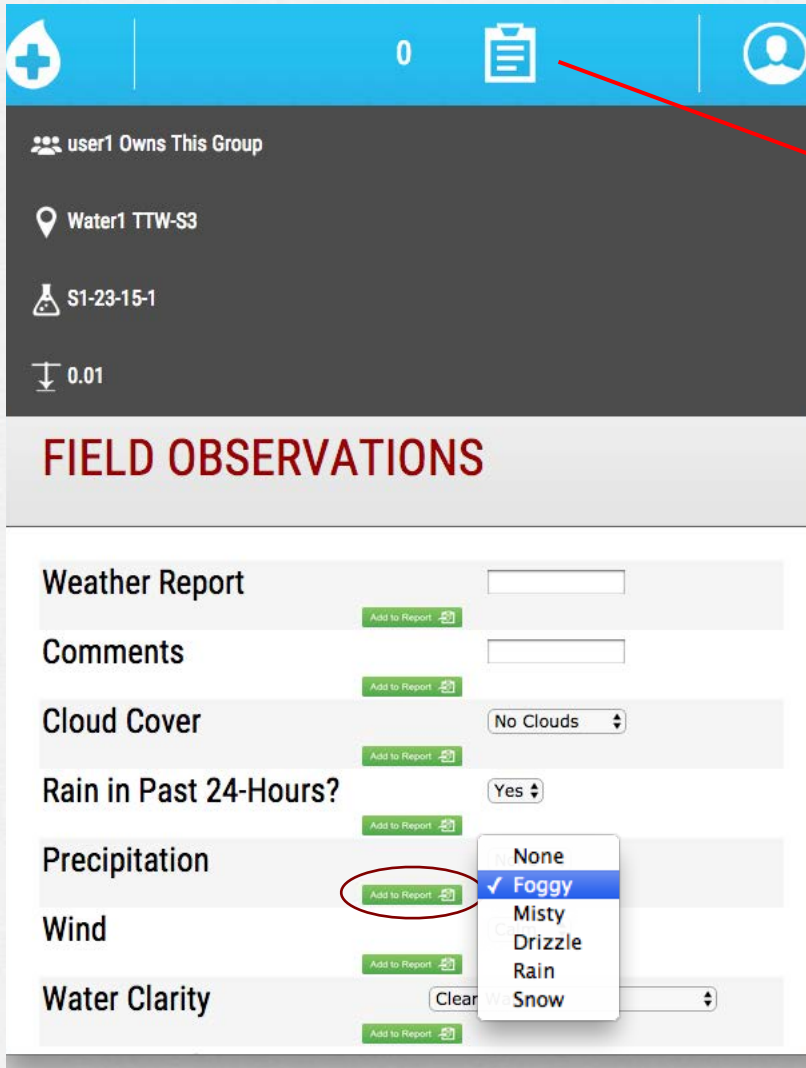 0
user1 Owns This Group
Water1 TTW-S3
S1-23-15-1
0.01
FIELD OBSERVATIONS
Weather Report
Add to Report
Comments
Add to Report
Cloud Cover No Clouds
Add to Report
Rain in Past 24-Hours? Yes
Add to Report
Precipitation None
Add to Report ✓ Foggy
Misty
Wind Drizzle
Add to Report Rain
Water Clarity Clear Snow
Add to Report